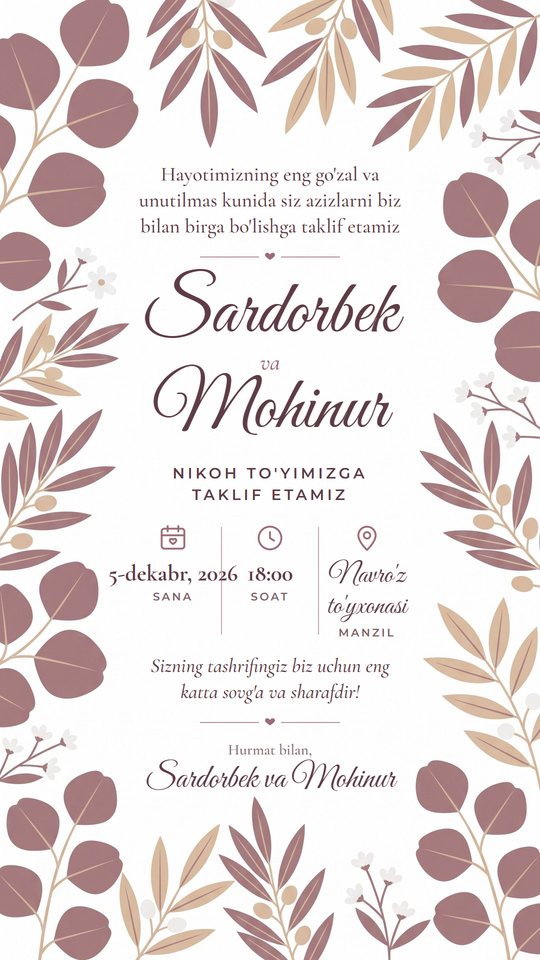 Hayotimizning eng go'zal va
unutilmas kunida siz azizlarni biz
bilan birga bo'lishga taklif etamiz
Sardorbek
va
Mohinur
NIKOH TO'YIMIZGA
TAKLIF ETAMIZ
5-dekabr, 2026
SANA
18:00
SOAT
Navro'z
to'yxonasi
MANZIL
Sizning tashrifingiz biz uchun eng
katta sovg'a va sharafdir!
Hurmat bilan,
Sardorbek va Mohinur